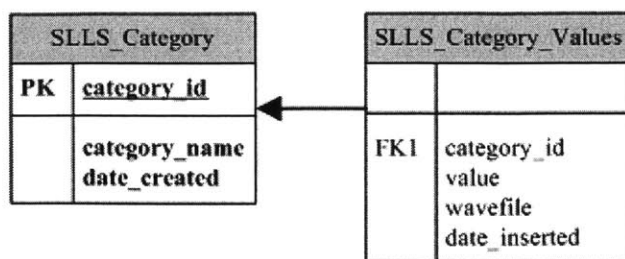 SLLS_Category
PK category_id
category_name
date_created
SLLS_Category_Values
FK1 category_id
value
wavefile
date_inserted